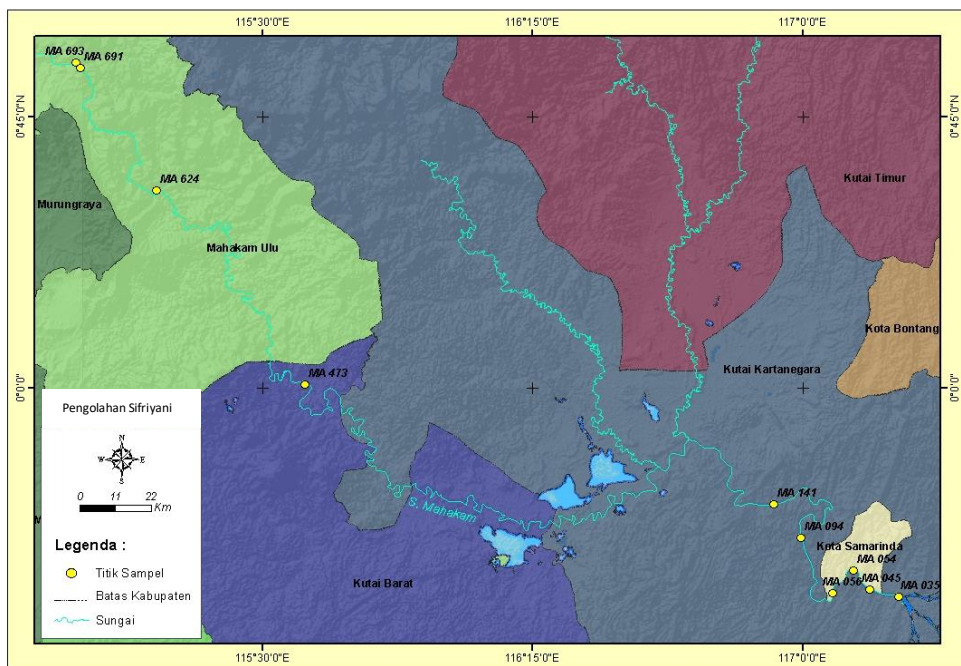 115°30'0"E
116°15'0"E
117°0'0"E
MA 693
MA 691
0°45'0"N
0°45'0"N
MA 624
Kutai Timur
Murungraya
Mahakam Ulu
Kota Bontang
MA 473
Kutai Kartanegara
0°0'0"
0°0'0"
Pengolahan Sifriyani
N
W E
S
0 11 22
Km
S. Mahakam
MA 141
MA 094
Kota Samarinda
MA 054
MA 056
MA 045
MA 035
Kutai Barat
M
Legenda :
Titik Sampel
Batas Kabupaten
Sungai
115°30'0"E
116°15'0"E
117°0'0"E